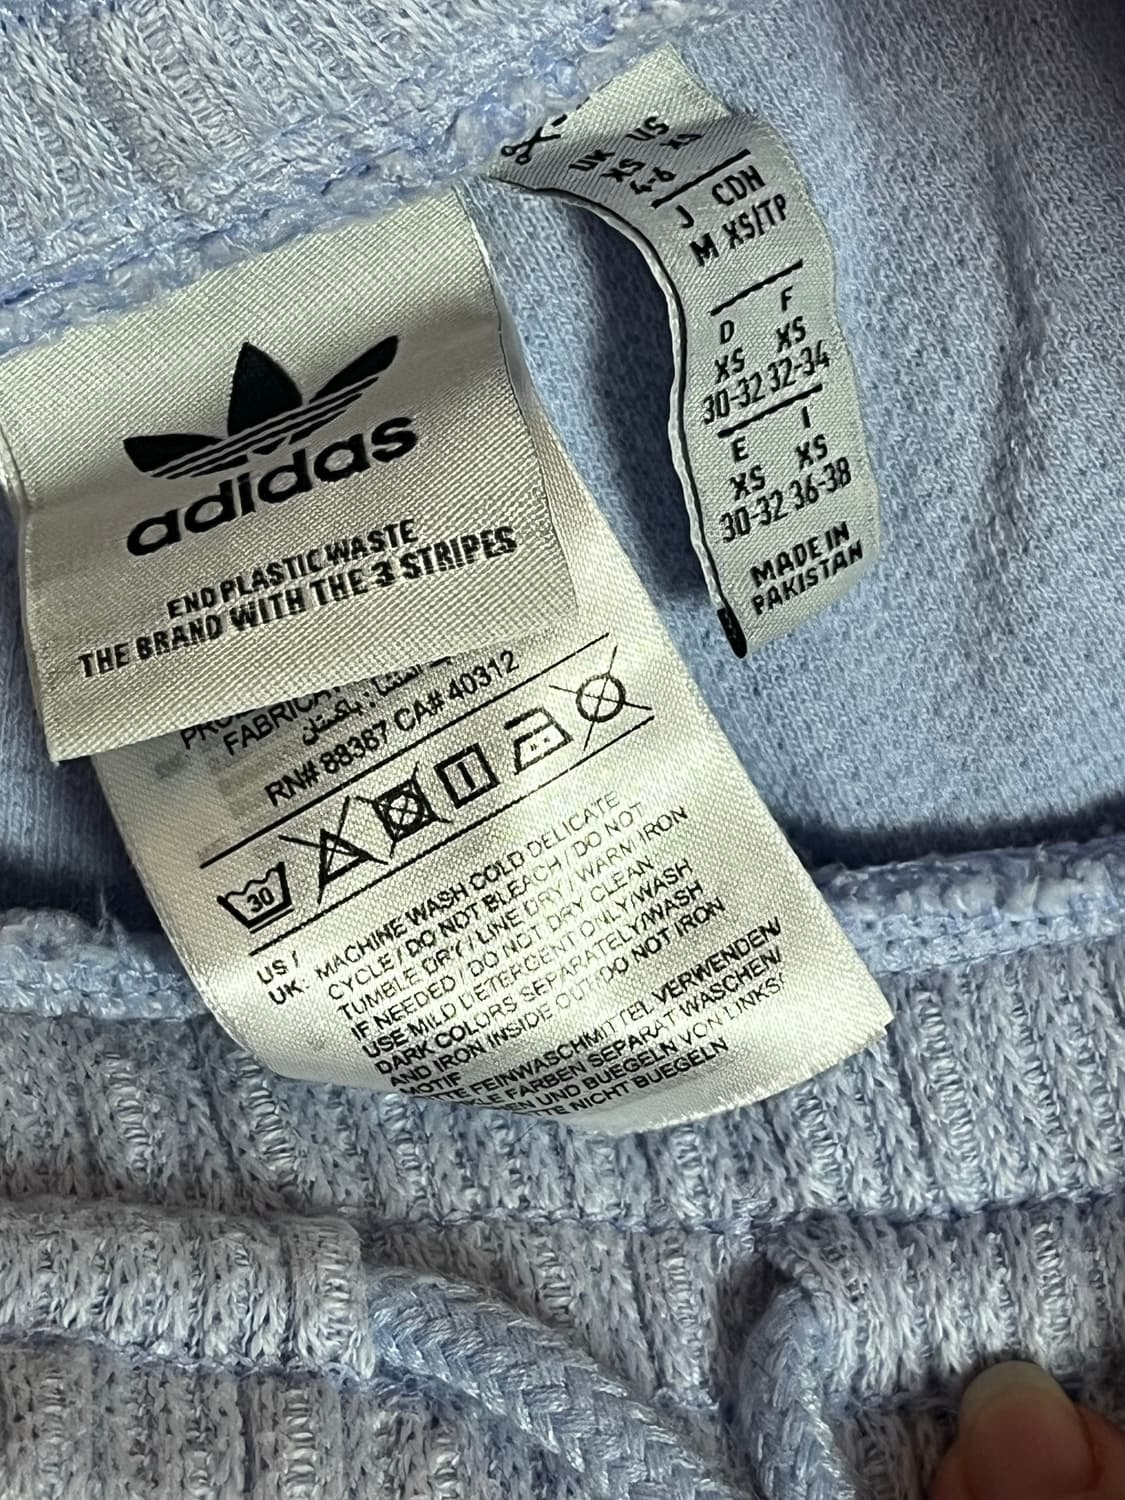 adidas
END PLASTIC WASTE
THE BRAND WITH THE 3 STRIPES
FABRICA
باكستان
RN# 88387 CA# 40312
30
US / UK: MACHINE WASH COLD DELICATE
CYCLE / DO NOT BLEACH / DO NOT
TUMBLE DRY / LINE DRY / WARM IRON
IF NEEDED / DO NOT DRY CLEAN
USE MILD DETERGENT ONLY/WASH
DARK COLORS SEPARATELY/WASH
AND IRON INSIDE OUT/DO NOT IRON
MOTIF
FEINWASCHMITTEL VERWENDEN/
FARBEN SEPARAT WASCHEN/
UND BUEGELN VON LINKS/
NICHT BUEGELN
UK US
XS XS
4-6
J CDH
M XS/TP
D F
XS XS
30-32 32-34
E I
XS XS
30-32 36-38
MADE IN
PAKISTAN